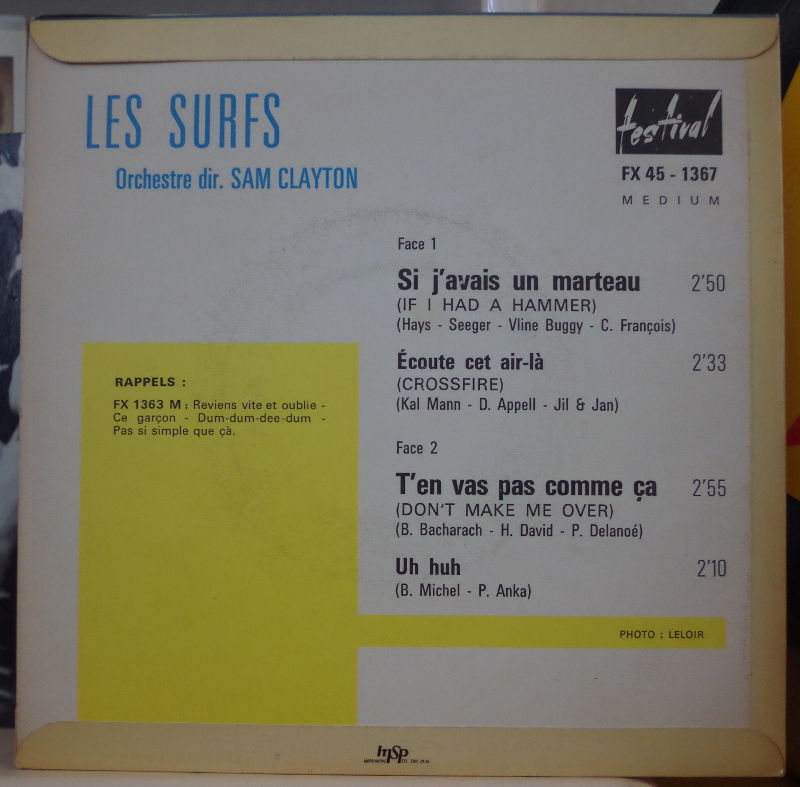 LES SURFS
Orchestre dir. SAM CLAYTON
festival
FX 45 - 1367
MEDIUM
Face 1
Si j'avais un marteau 2'50
(IF I HAD A HAMMER)
(Hays - Seeger - Vline Buggy - C. François)
Écoute cet air-là 2'33
(CROSSFIRE)
(Kal Mann - D. Appell - Jil & Jan)
Face 2
T'en vas pas comme ça 2'55
(DON'T MAKE ME OVER)
(B. Bacharach - H. David - P. Delanoé)
Uh huh 2'10
(B. Michel - P. Anka)
RAPPELS :
FX 1363 M : Reviens vite et oublie -
Ce garçon - Dum-dum-dee-dum -
Pas si simple que çà.
PHOTO : LELOIR